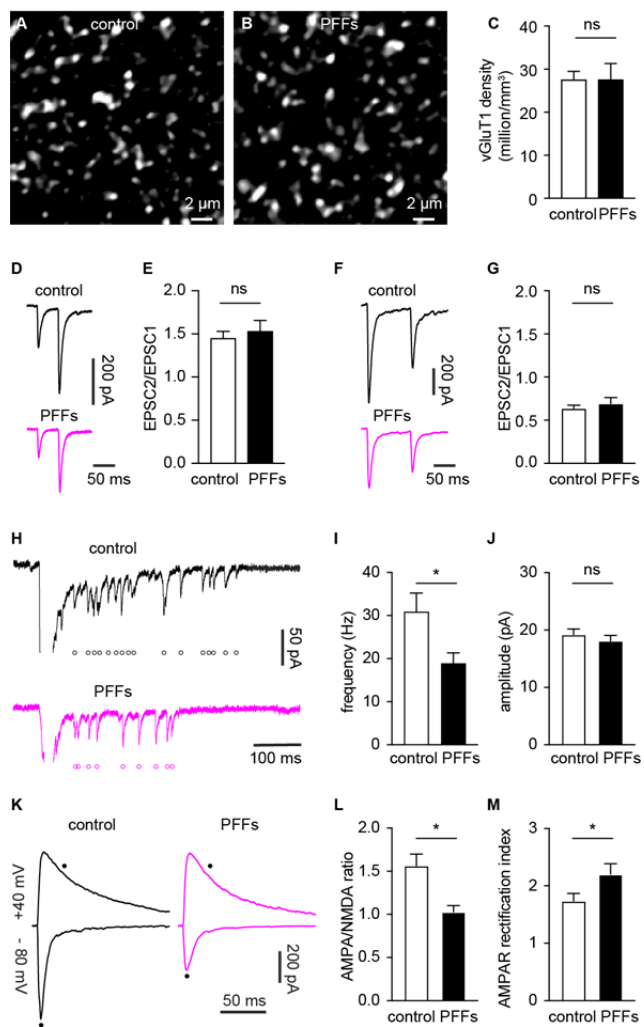 A
control
2 µm
B
PFFs
2 µm
C
ns
vGluT1 density
(million/mm³)
40
30
20
10
0
control PFFs
D
control
200 pA
PFFs
50 ms
E
ns
EPSC2/EPSC1
2.0
1.5
1.0
0.5
0.0
control PFFs
F
control
200 pA
PFFs
50 ms
G
ns
EPSC2/EPSC1
2.0
1.5
1.0
0.5
0.0
control PFFs
H
control
50 pA
PFFs
100 ms
I
*
frequency (Hz)
40
30
20
10
0
control PFFs
J
ns
amplitude (pA)
30
20
10
0
control PFFs
K
control
PFFs
- 80 mV +40 mV
200 pA
50 ms
L
*
AMPA/NMDA ratio
2.0
1.5
1.0
0.5
0.0
control PFFs
M
*
AMPAR rectification index
3
2
1
0
control PFFs